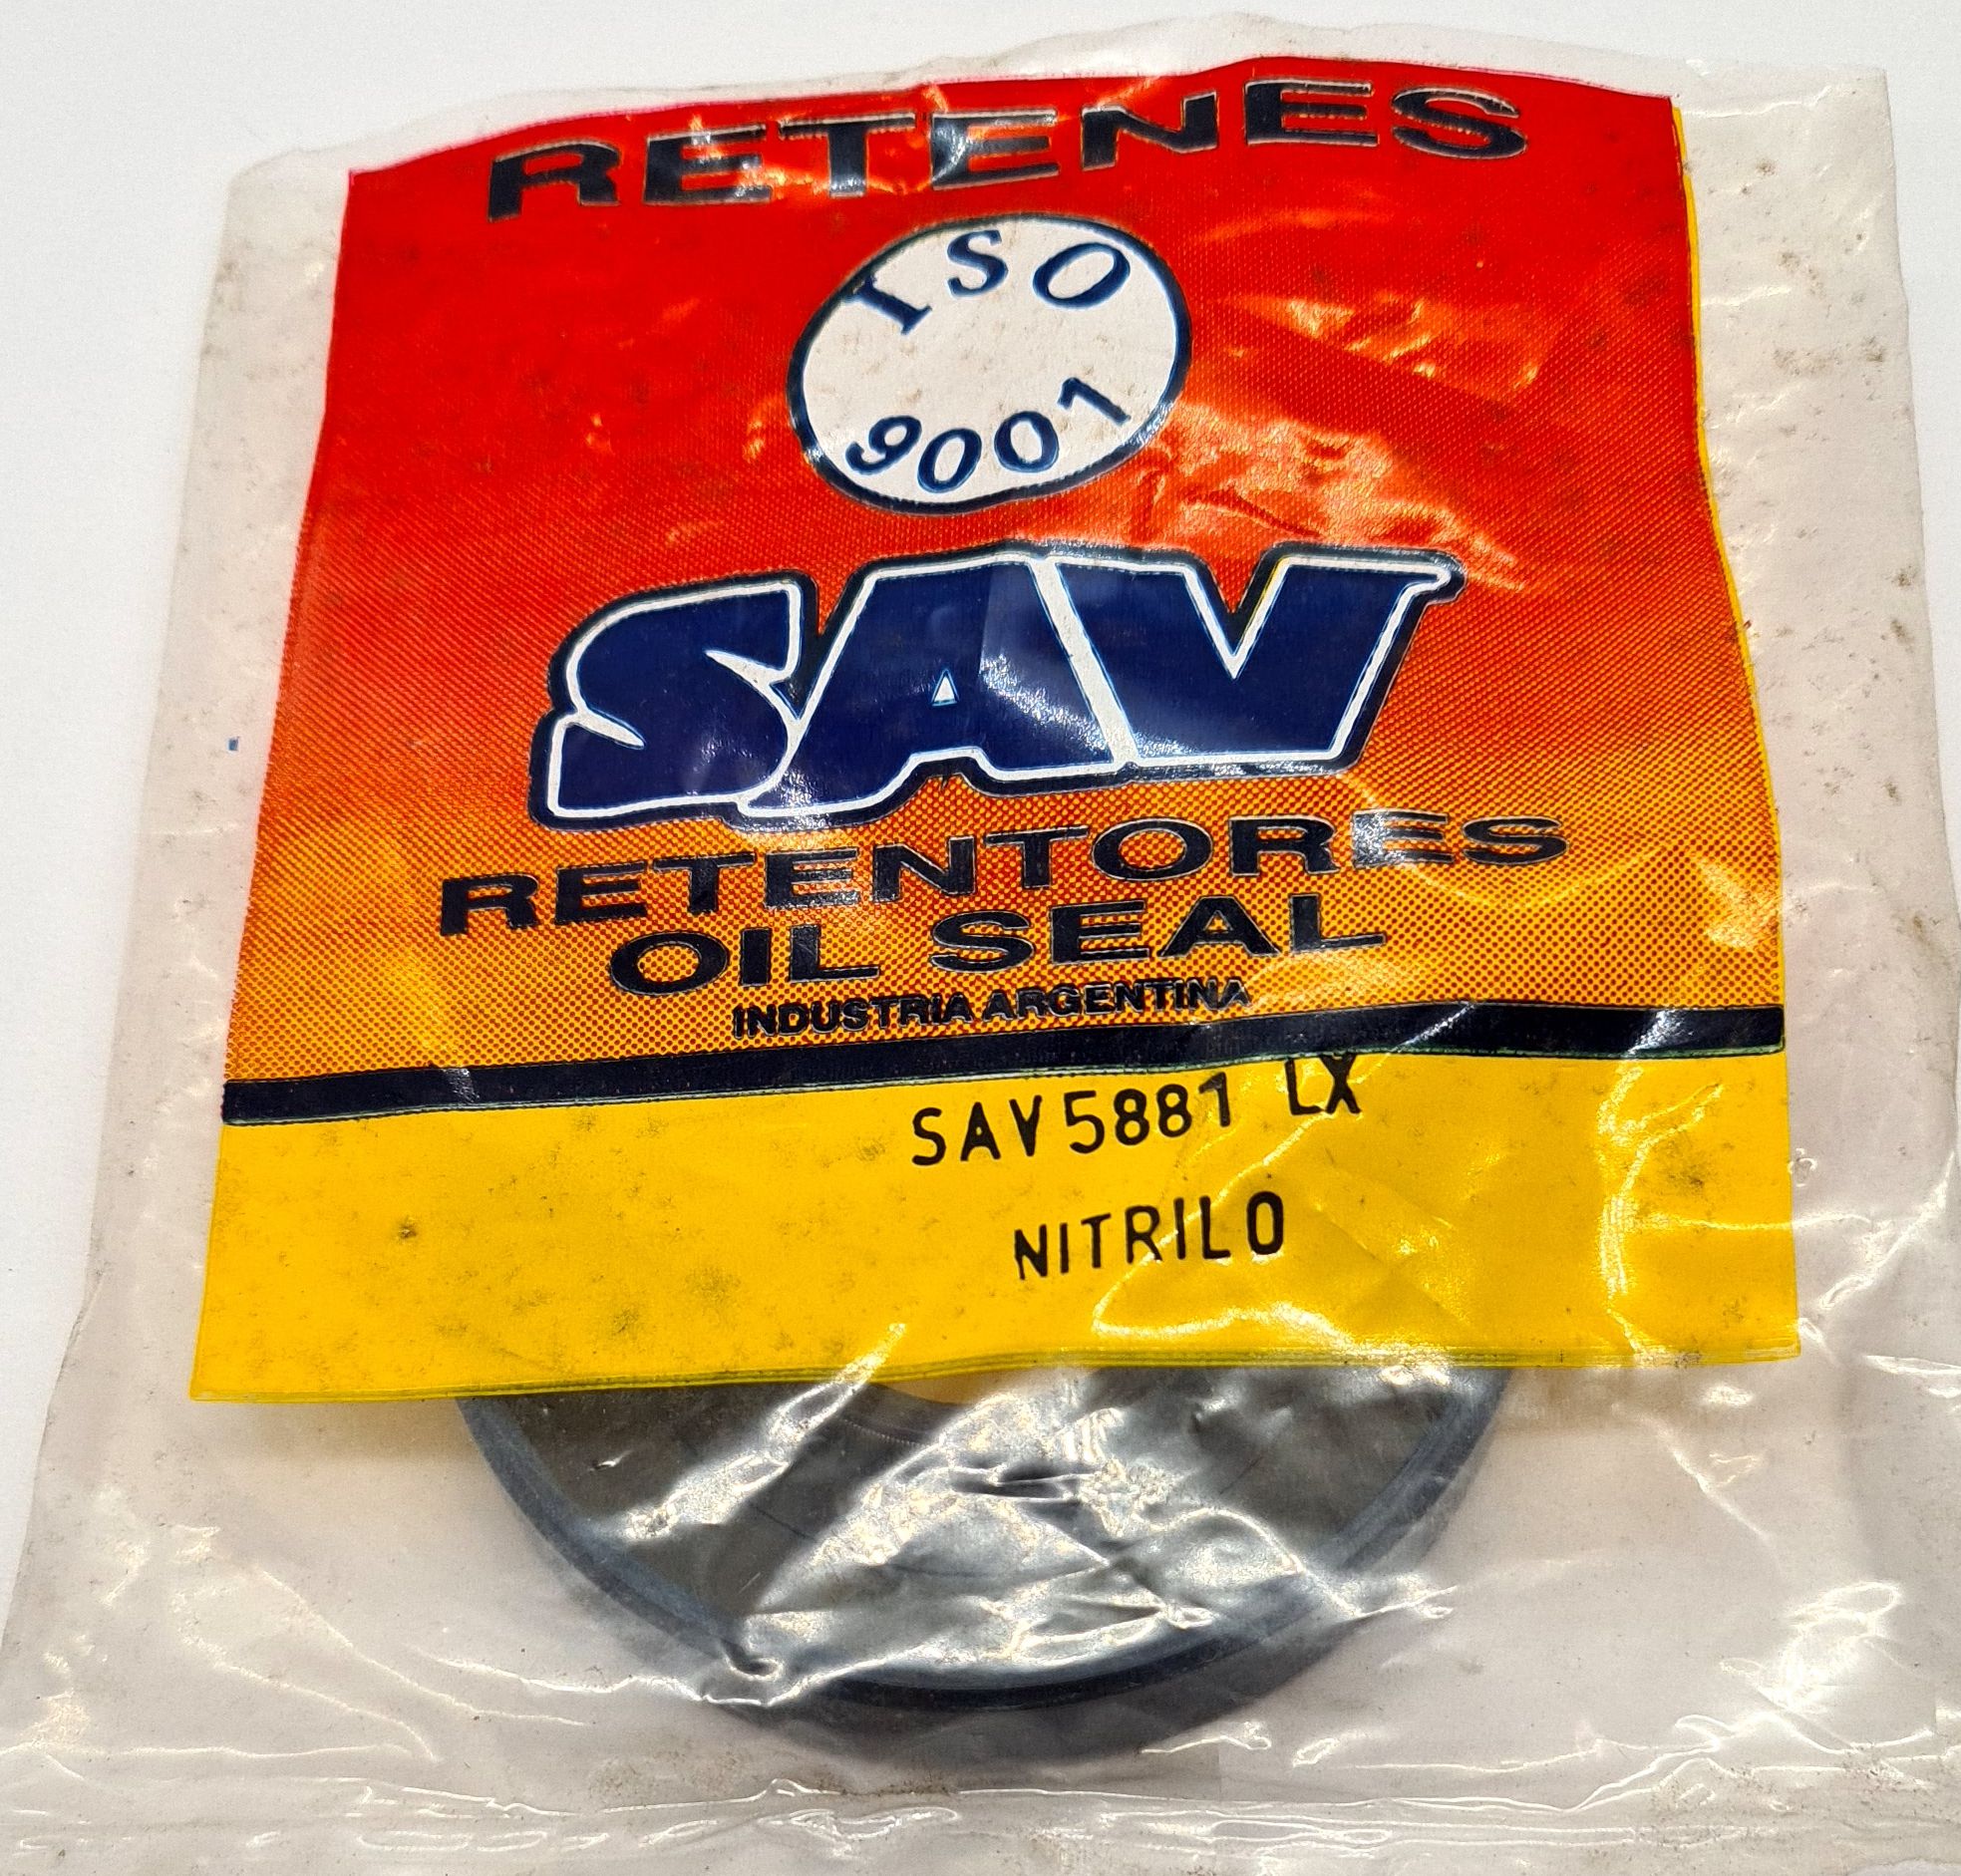 RETENES
ISO
9001
SAV
RETENTORES
OIL SEAL
INDUSTRIA ARGENTINA
SAV5881 LX
NITRILO